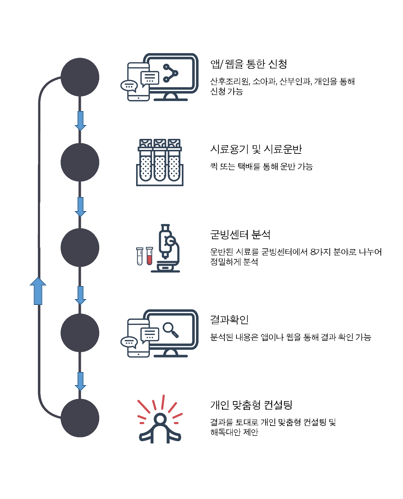 앱/웹을 통한 신청
산후조리원, 소아과, 산부인과, 개인을 통해
신청 가능
시료용기 및 시료운반
퀵 또는 택배를 통해 운반 가능
굳빙센터 분석
운반된 시료를 굳빙센터에서 8가지 분야로 나누어
정밀하게 분석
결과확인
분석된 내용은 앱이나 웹을 통해 결과 확인 가능
개인 맞춤형 컨설팅
결과를 토대로 개인 맞춤형 컨설팅 및
해독대안 제안